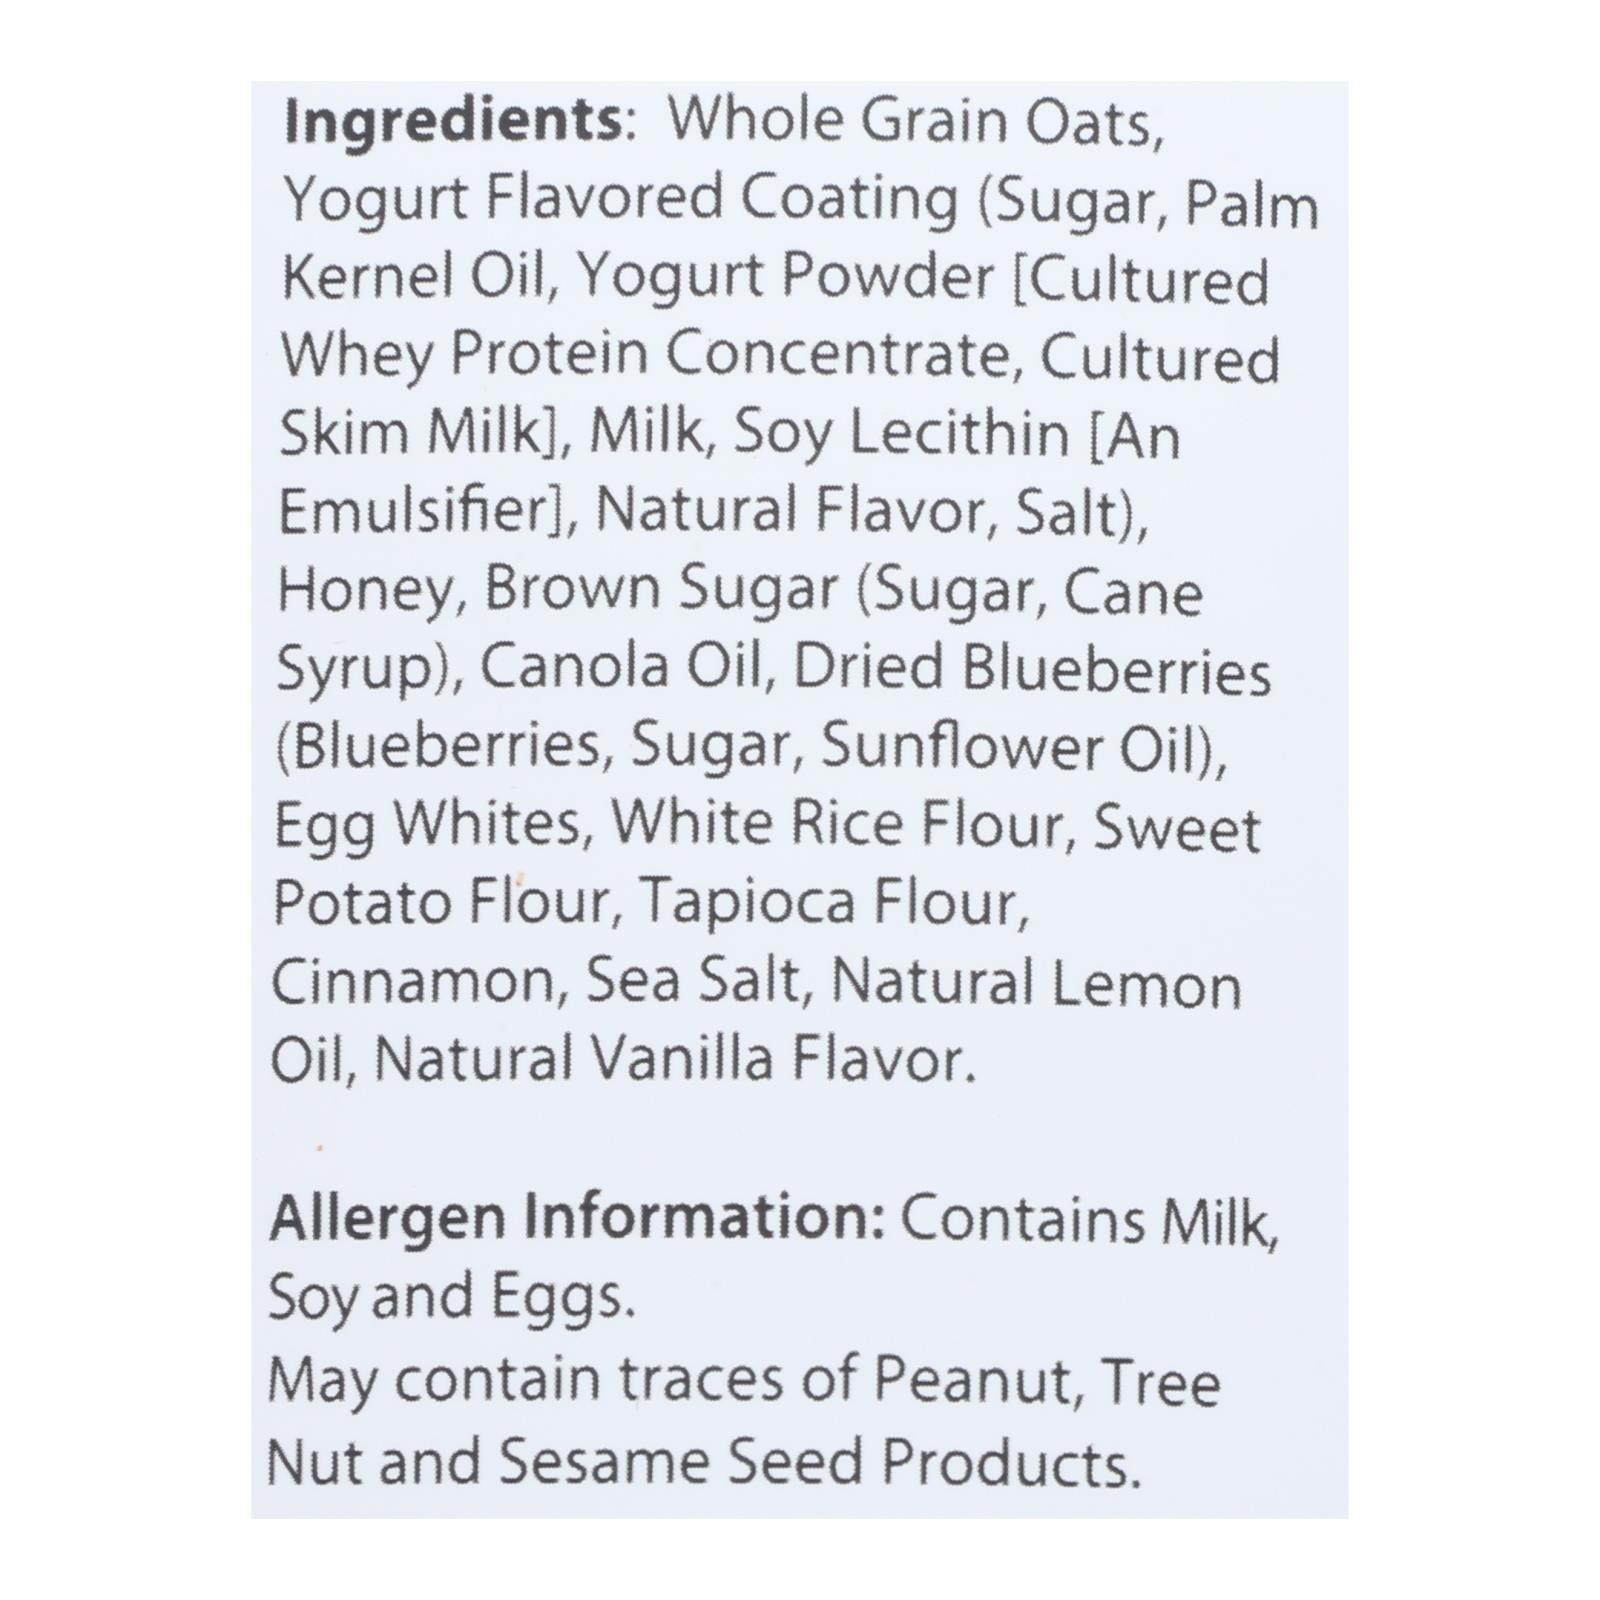 Ingredients: Whole Grain Oats,
Yogurt Flavored Coating (Sugar, Palm
Kernel Oil, Yogurt Powder [Cultured
Whey Protein Concentrate, Cultured
Skim Milk], Milk, Soy Lecithin [An
Emulsifier], Natural Flavor, Salt),
Honey, Brown Sugar (Sugar, Cane
Syrup), Canola Oil, Dried Blueberries
(Blueberries, Sugar, Sunflower Oil),
Egg Whites, White Rice Flour, Sweet
Potato Flour, Tapioca Flour,
Cinnamon, Sea Salt, Natural Lemon
Oil, Natural Vanilla Flavor.
Allergen Information: Contains Milk,
Soy and Eggs.
May contain traces of Peanut, Tree
Nut and Sesame Seed Products.